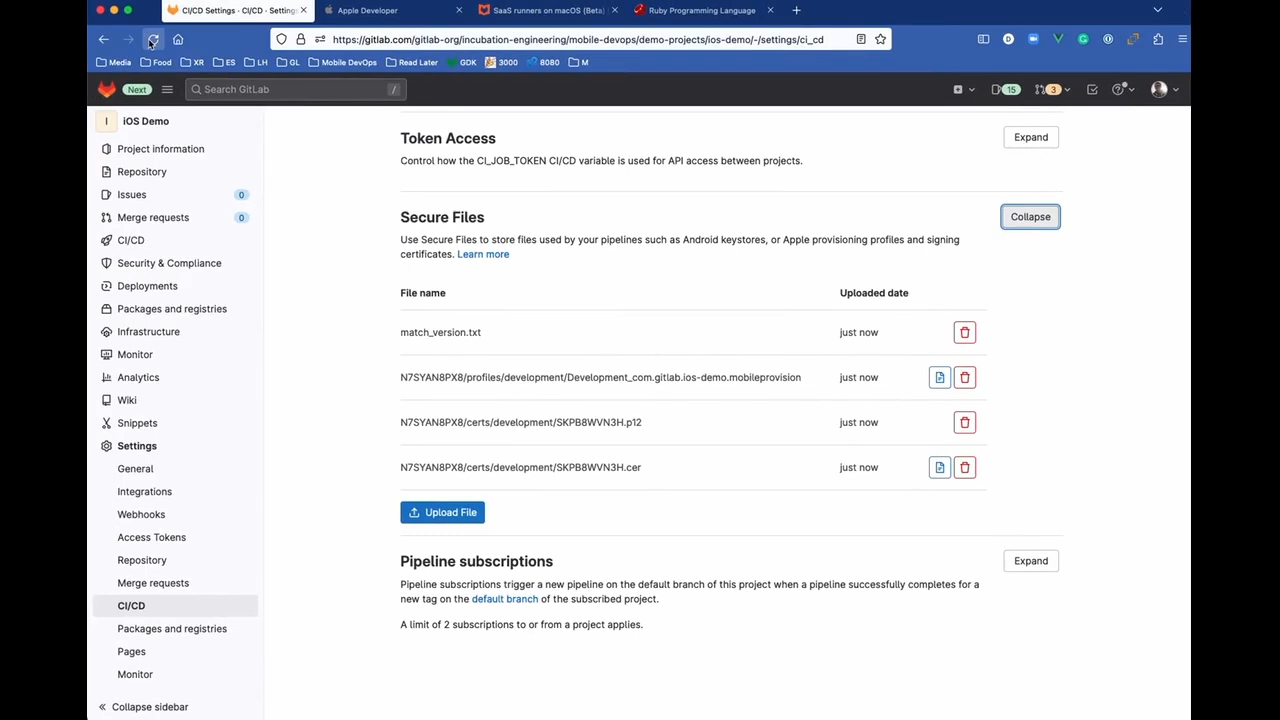 CI/CD Settings · CI/CD · Setting
Apple Developer
SaaS runners on macOS (Beta)
Ruby Programming Language
https://gitlab.com/gitlab-org/incubation-engineering/mobile-devops/demo-projects/ios-demo/-/settings/ci_cd
Media Food XR ES LH GL Mobile DevOps Read Later GDK 3000 8080 M
Next
Search GitLab /
15
3
I iOS Demo
Project information
Repository
Issues 0
Merge requests 0
CI/CD
Security & Compliance
Deployments
Packages and registries
Infrastructure
Monitor
Analytics
Wiki
Snippets
Settings
General
Integrations
Webhooks
Access Tokens
Repository
Merge requests
CI/CD
Packages and registries
Pages
Monitor
Collapse sidebar
Token Access
Expand
Control how the CI_JOB_TOKEN CI/CD variable is used for API access between projects.
Secure Files
Collapse
Use Secure Files to store files used by your pipelines such as Android keystores, or Apple provisioning profiles and signing
certificates. Learn more
File name Uploaded date
match_version.txt just now
N7SYAN8PX8/profiles/development/Development_com.gitlab.ios-demo.mobileprovision just now
N7SYAN8PX8/certs/development/SKPB8WVN3H.p12 just now
N7SYAN8PX8/certs/development/SKPB8WVN3H.cer just now
Upload File
Pipeline subscriptions
Expand
Pipeline subscriptions trigger a new pipeline on the default branch of this project when a pipeline successfully completes for a
new tag on the default branch of the subscribed project.
A limit of 2 subscriptions to or from a project applies.